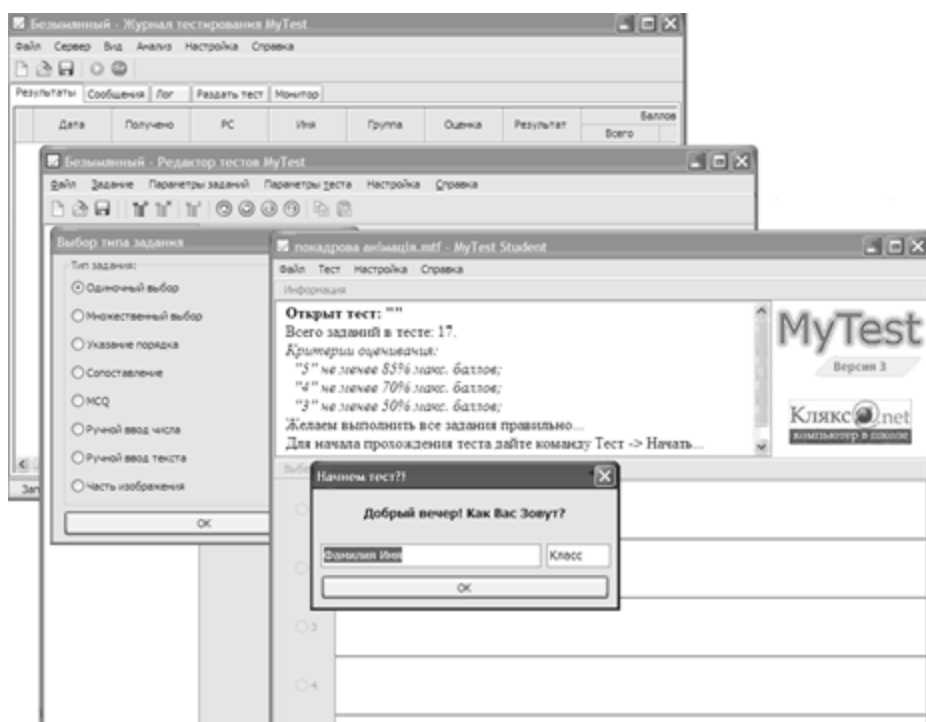 Безымянный - Журнал тестирования MyTest
Файл Сервер Вид Анализ Настройка Справка
Результаты Сообщения Лог Раздать тест Монитор
Баллов
Дата Получено PC Имя Группа Оценка Результат
Всего
Безымянный - Редактор тестов MyTest
Файл Задание Параметры заданий Параметры теста Настройка Справка
Выбор типа задания
Тип задания:
Одиночный выбор
Множественный выбор
Указание порядка
Сопоставление
MCQ
Ручной ввод числа
Ручной ввод текста
Часть изображения
OK
покадрова анімація.mtf - MyTest Student
Файл Тест Настройка Справка
Информация
Открыт тест: ""
Всего заданий в тесте: 17.
Критерии оценивания:
"5" не менее 85% макс. баллов;
"4" не менее 70% макс. баллов;
"3" не менее 50% макс. баллов;
Желаем выполнить все задания правильно...
Для начала прохождения теста дайте команду Тест -> Начать...
MyTest
Версия 3
Клякс@.net
компьютер в школе
Начнем тест?!
Добрый вечер! Как Вас Зовут?
Фамилия Имя Класс
OK
3
4